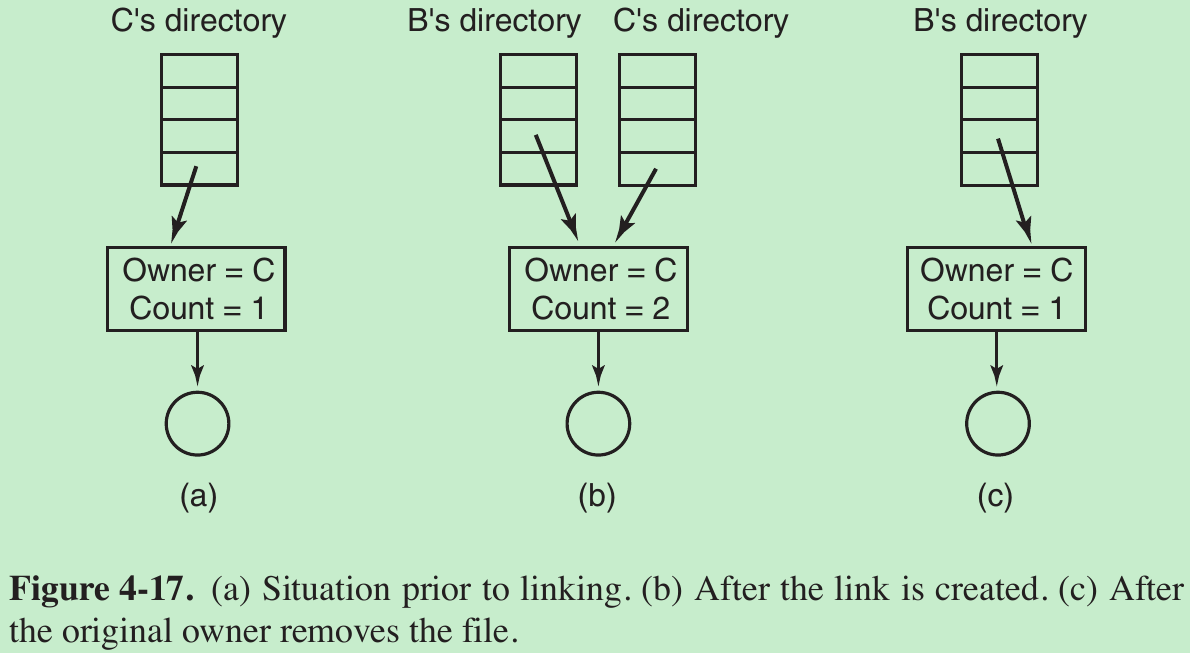 C's directory
B's directory
C's directory
B's directory
Owner = C
Count = 1
Owner = C
Count = 2
Owner = C
Count = 1
(a)
(b)
(c)
Figure 4-17. (a) Situation prior to linking. (b) After the link is created. (c) After
the original owner removes the file.